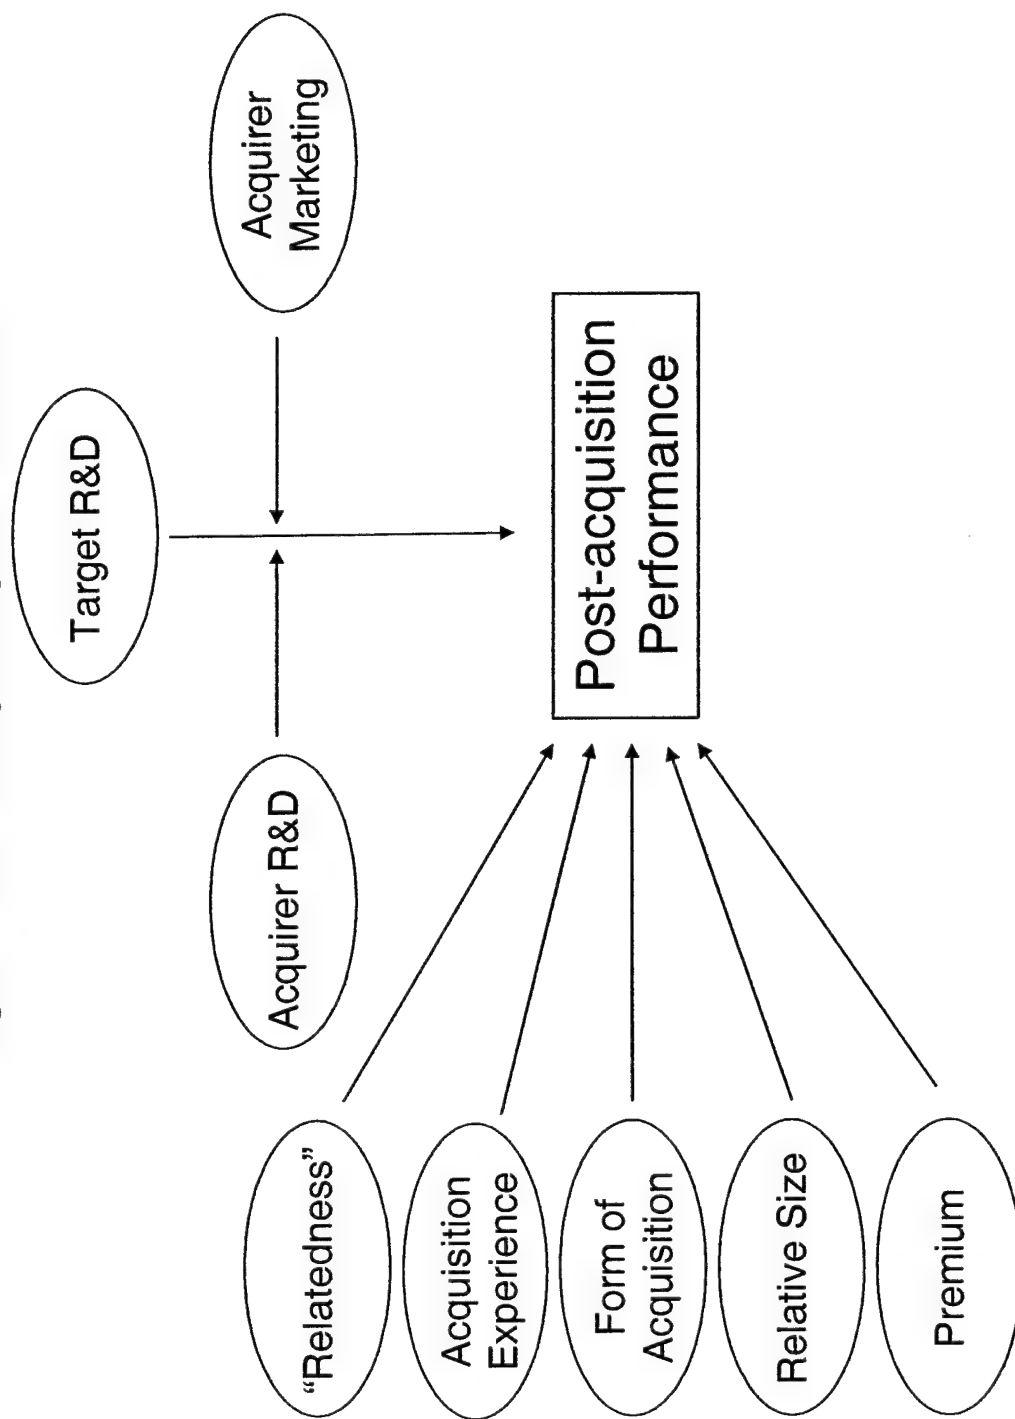 Target R&D
Acquirer R&D
Acquirer
Marketing
“Relatedness”
Acquisition
Experience
Form of
Acquisition
Post-acquisition
Performance
Relative Size
Premium